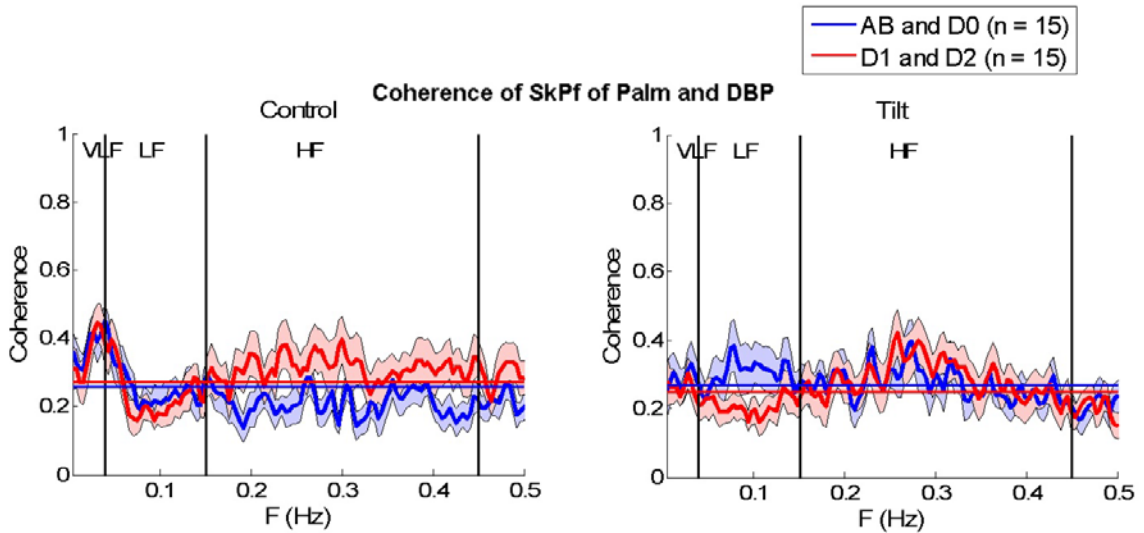 AB and D0 (n = 15)
D1 and D2 (n = 15)
Coherence of SkPf of Palm and DBP
Control
Tilt
1
VLF LF HF
0.8
0.6
0.4
0.2
0
Coherence
0.1 0.2 0.3 0.4 0.5
F (Hz)
1
VLF LF HF
0.8
0.6
0.4
0.2
0
Coherence
0.1 0.2 0.3 0.4 0.5
F (Hz)